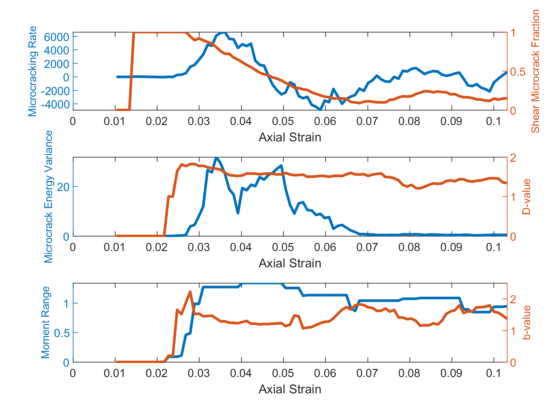 Microcracking Rate
6000
4000
2000
0
-2000
-4000
1
0.5
0
Shear Microcrack Fraction
0 0.01 0.02 0.03 0.04 0.05 0.06 0.07 0.08 0.09 0.1
Axial Strain
Microcrack Energy Variance
20
0
2
1
0
D-value
0 0.01 0.02 0.03 0.04 0.05 0.06 0.07 0.08 0.09 0.1
Axial Strain
Moment Range
1
0.5
0
2
1
0
b-value
0 0.01 0.02 0.03 0.04 0.05 0.06 0.07 0.08 0.09 0.1
Axial Strain